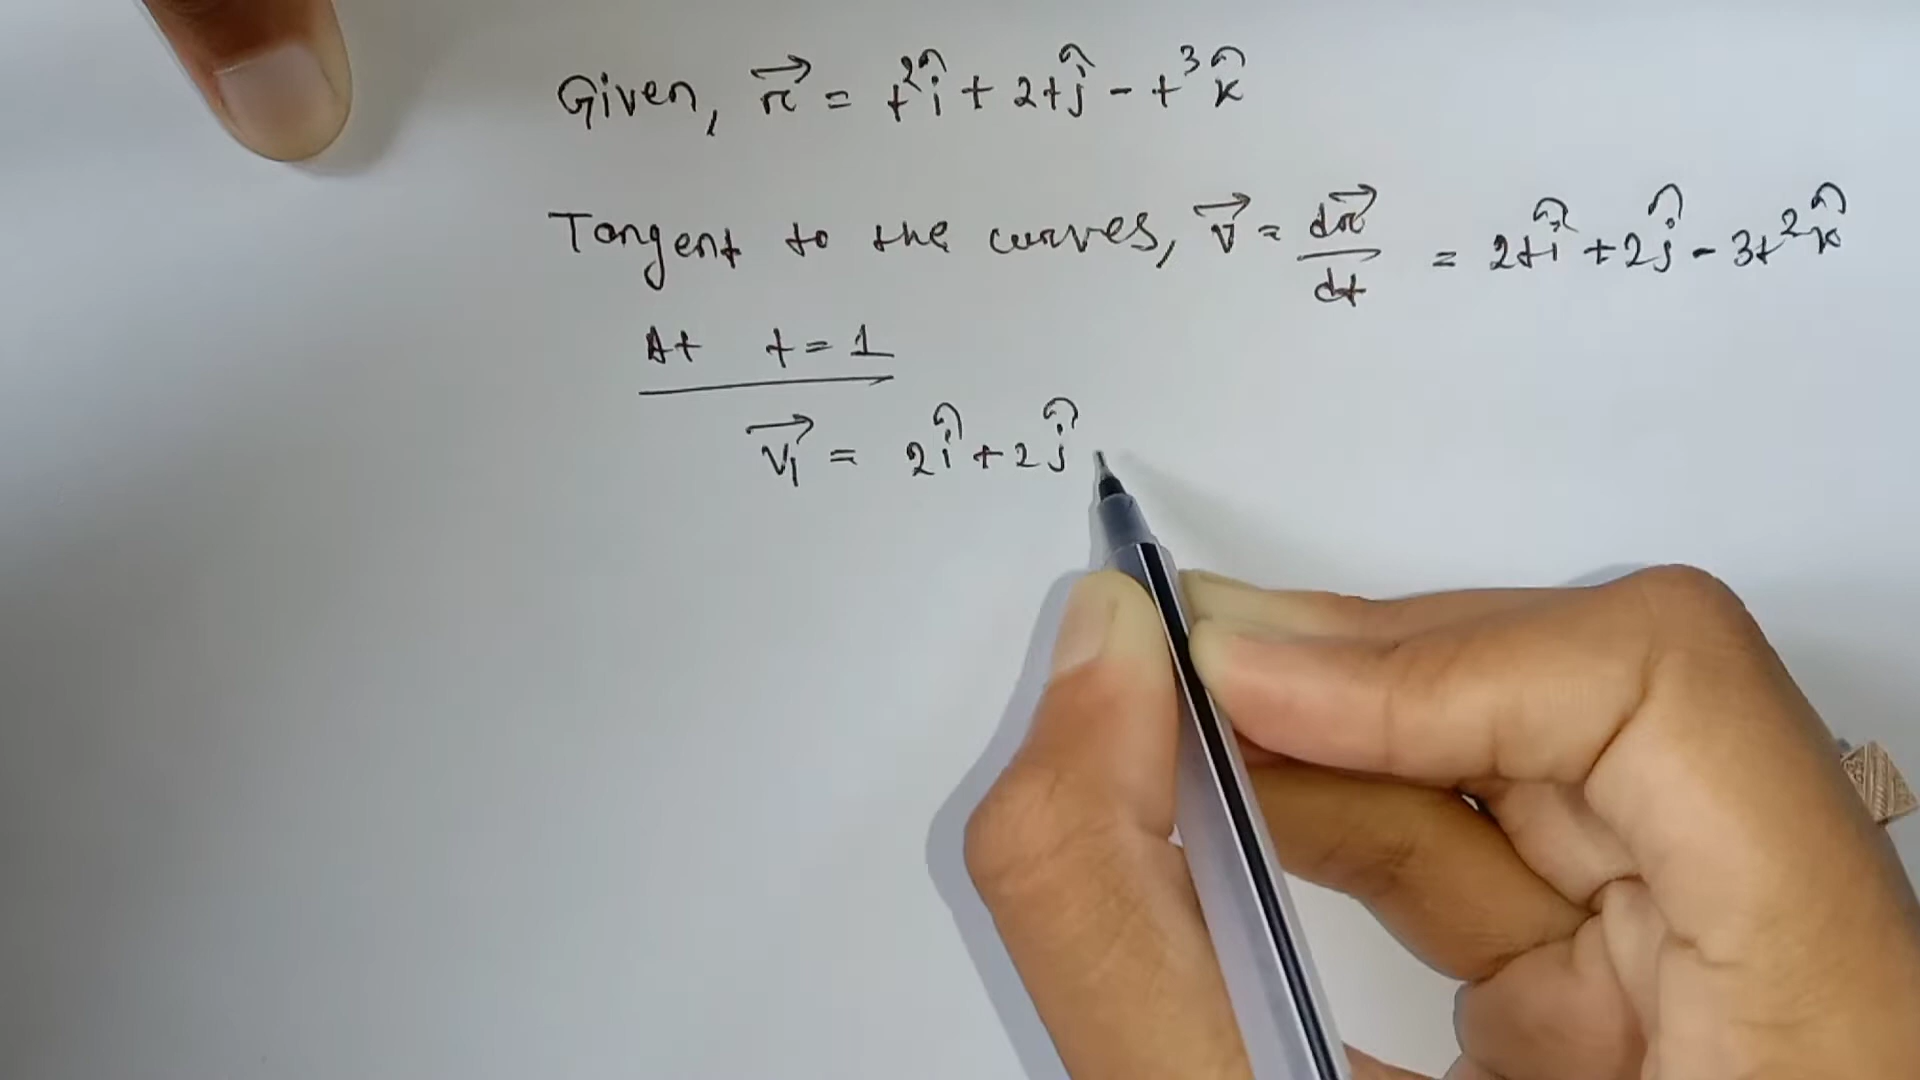 Given, r⃗ = t²î + 2tĵ - t³k̂
Tangent to the curves, v⃗ = dr⃗/dt = 2tî + 2ĵ - 3t²k̂
At t = 1
v⃗₁ = 2î + 2ĵ